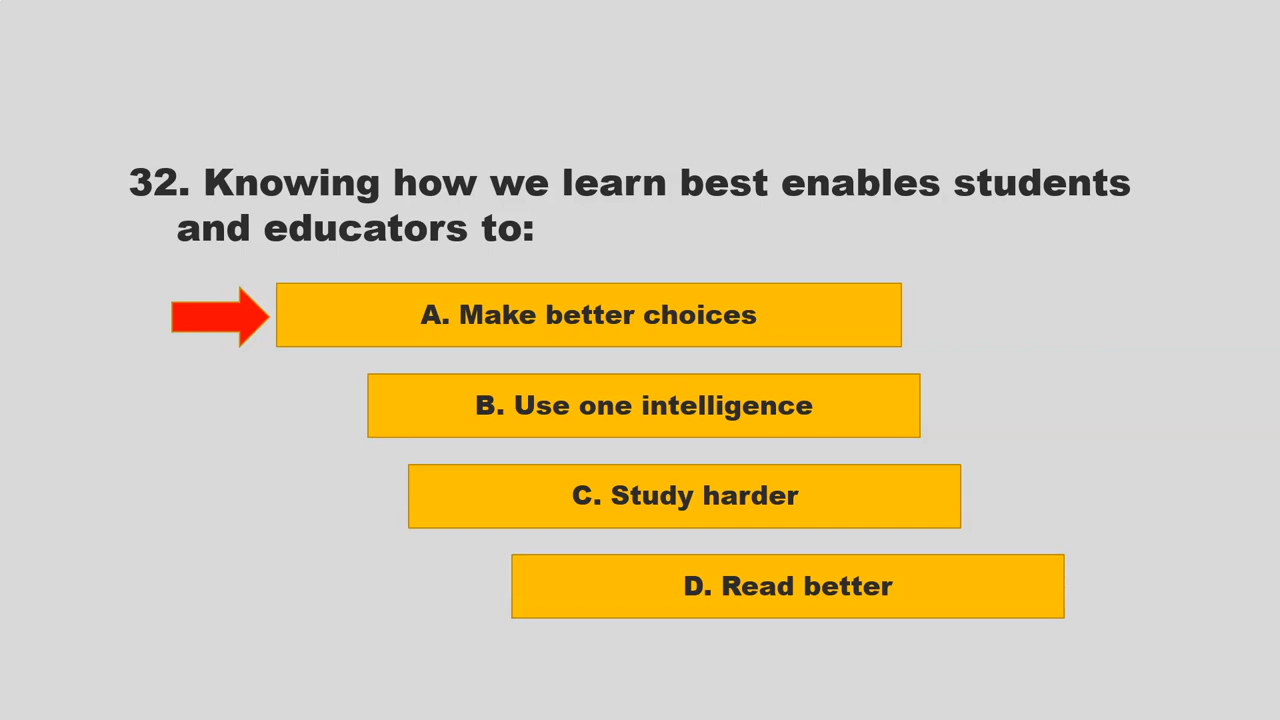 32. Knowing how we learn best enables students
and educators to:
A. Make better choices
B. Use one intelligence
C. Study harder
D. Read better